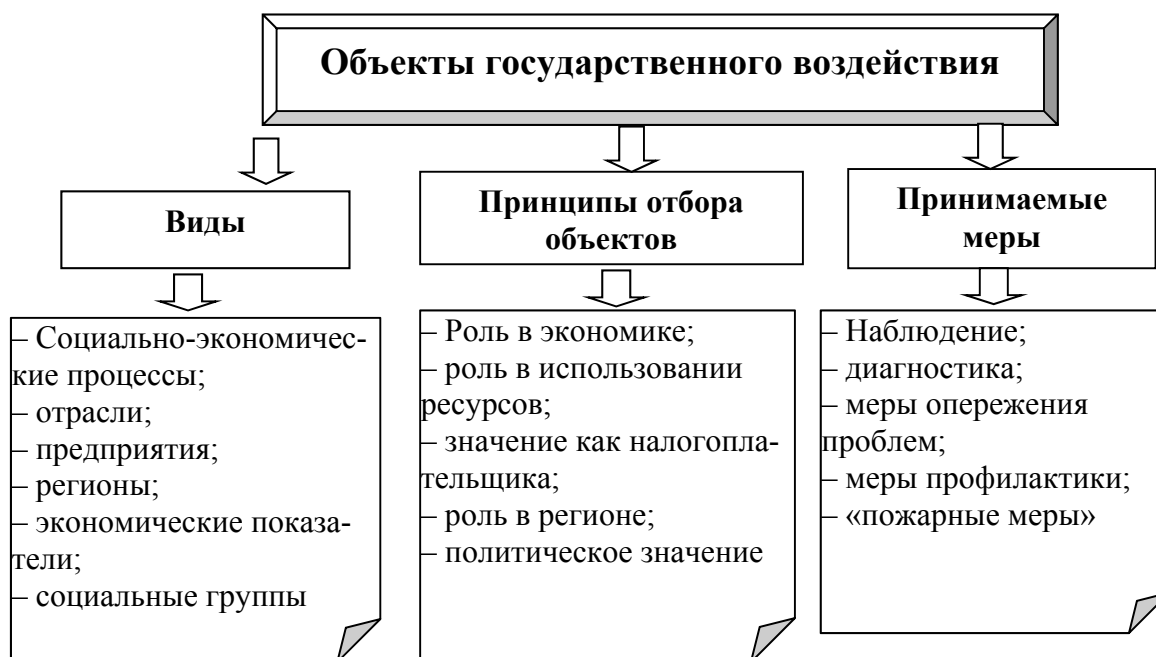 Объекты государственного воздействия
Виды
– Социально-экономичес-
кие процессы;
– отрасли;
– предприятия;
– регионы;
– экономические показа-
тели;
– социальные группы
Принципы отбора
объектов
– Роль в экономике;
– роль в использовании
ресурсов;
– значение как налогопла-
тельщика;
– роль в регионе;
– политическое значение
Принимаемые
меры
– Наблюдение;
– диагностика;
– меры опережения
проблем;
– меры профилактики;
– «пожарные меры»